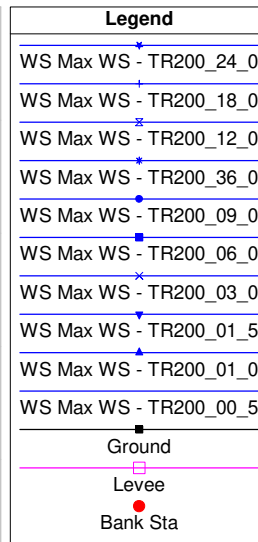 Legend
WS Max WS - TR200_24_0
WS Max WS - TR200_18_0
WS Max WS - TR200_12_0
WS Max WS - TR200_36_0
WS Max WS - TR200_09_0
WS Max WS - TR200_06_0
WS Max WS - TR200_03_0
WS Max WS - TR200_01_5
WS Max WS - TR200_01_0
WS Max WS - TR200_00_5
Ground
Levee
Bank Sta